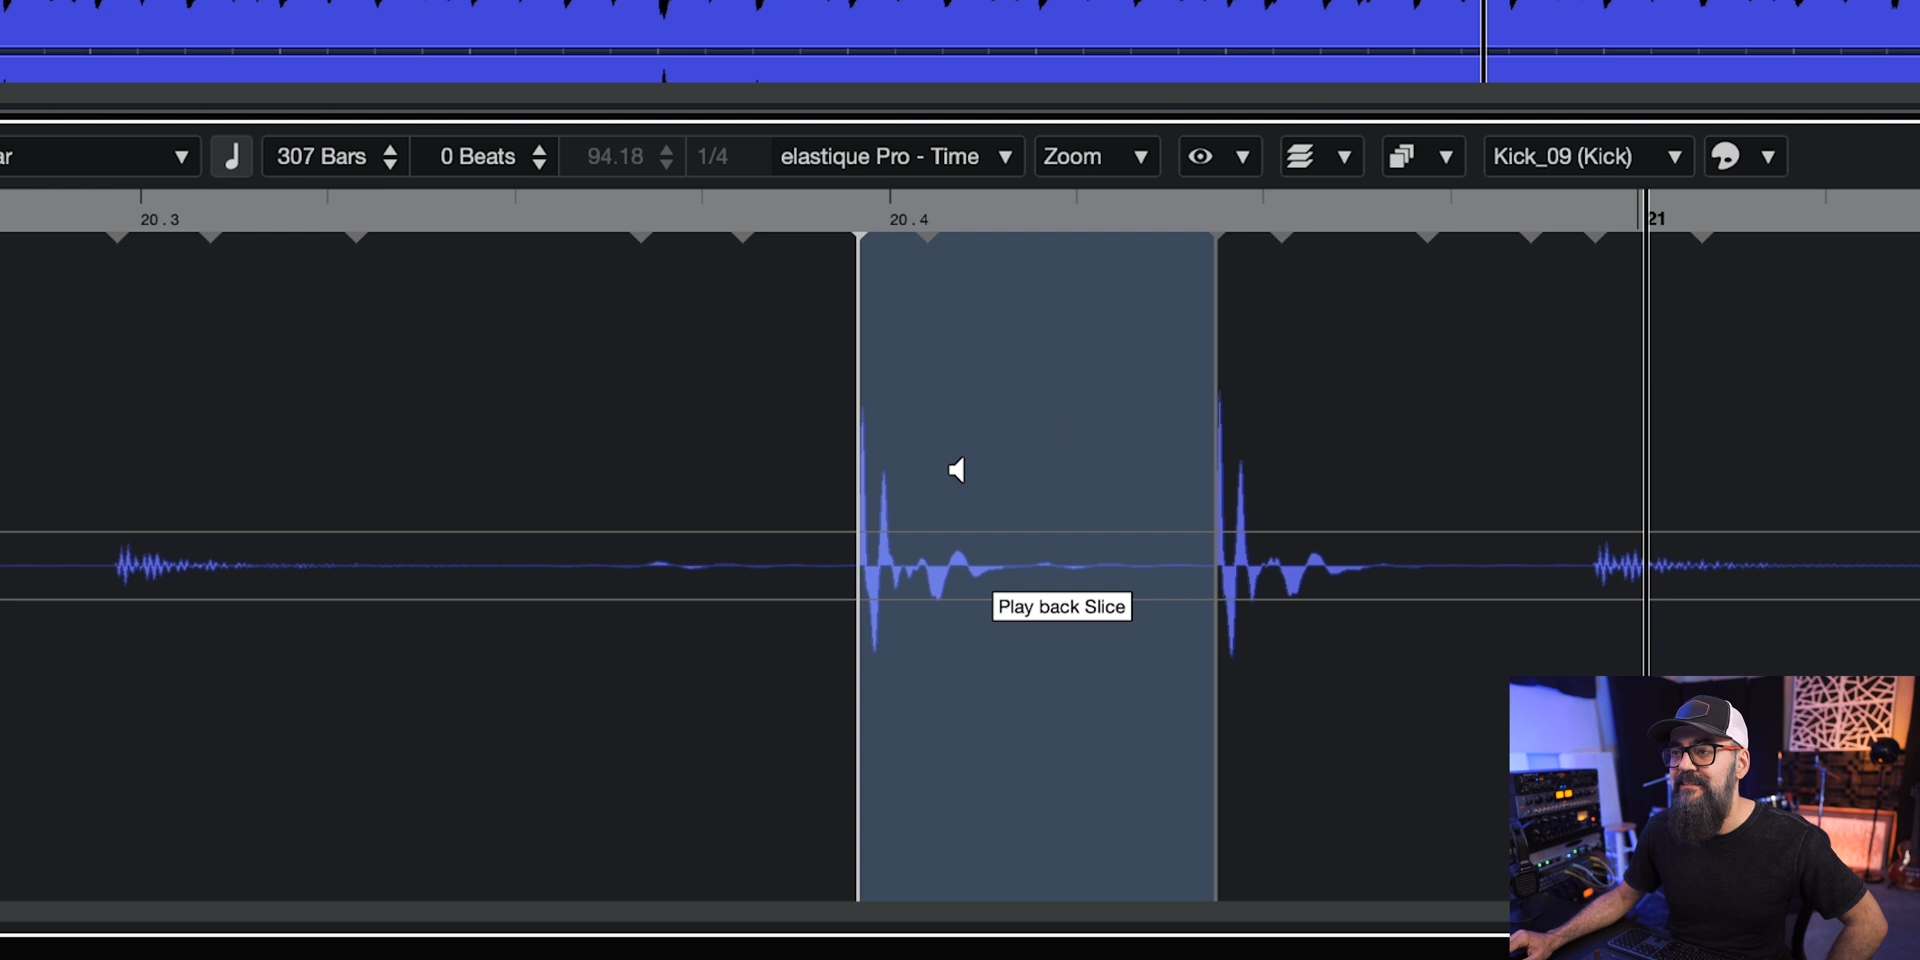 ar
307 Bars
0 Beats
94.18
1/4
elastique Pro - Time
Zoom
Kick_09 (Kick)
20.3
20.4
21
Play back Slice